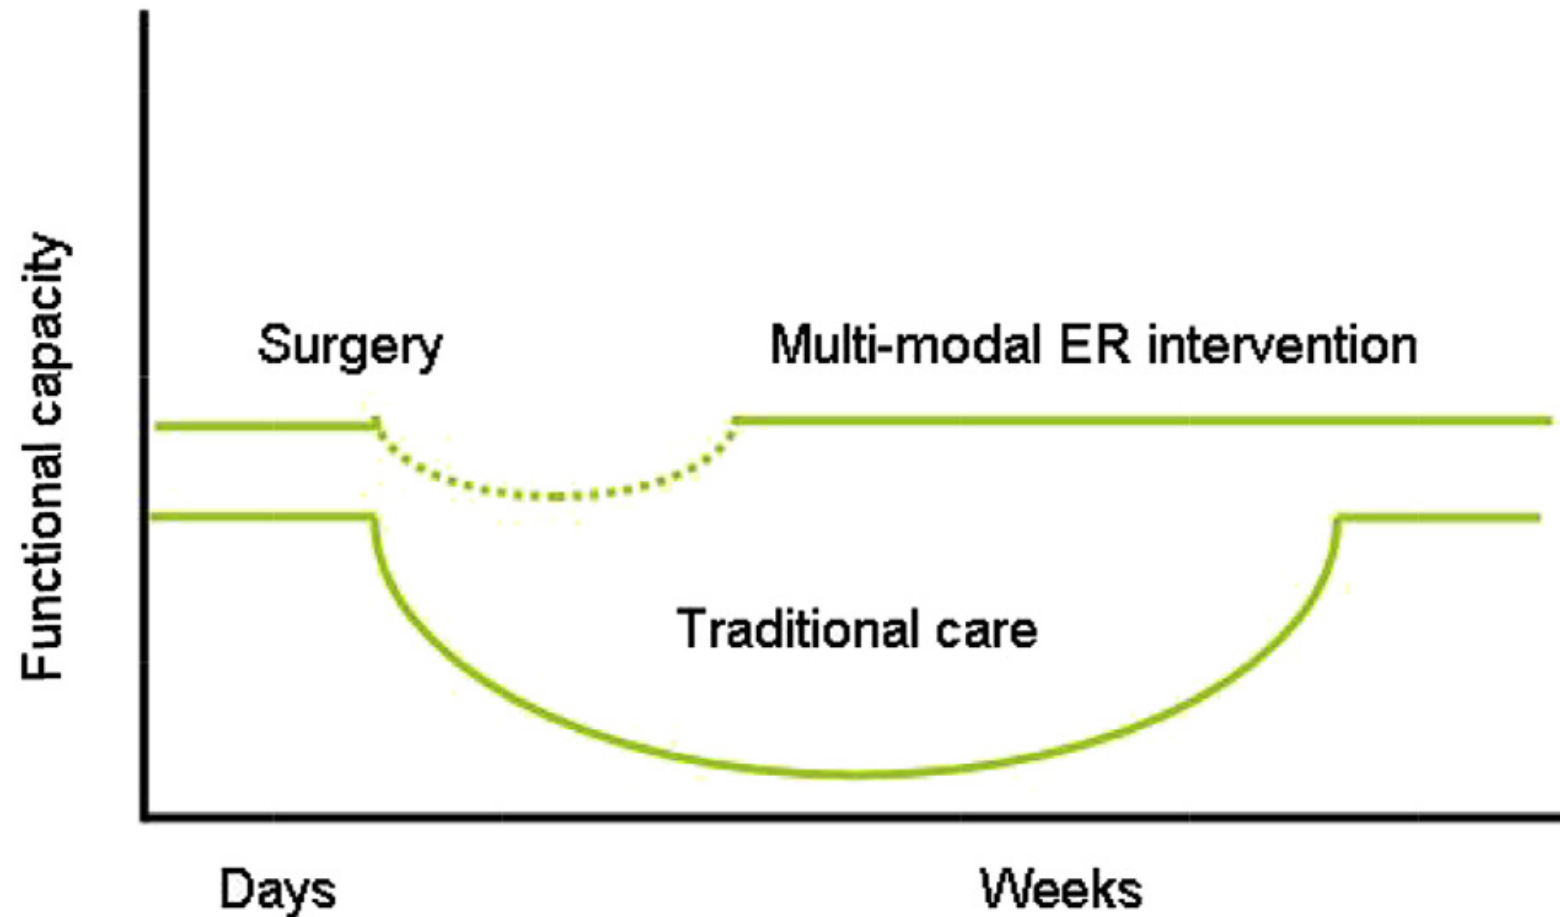 Functional capacity
Surgery
Multi-modal ER intervention
Traditional care
Days
Weeks